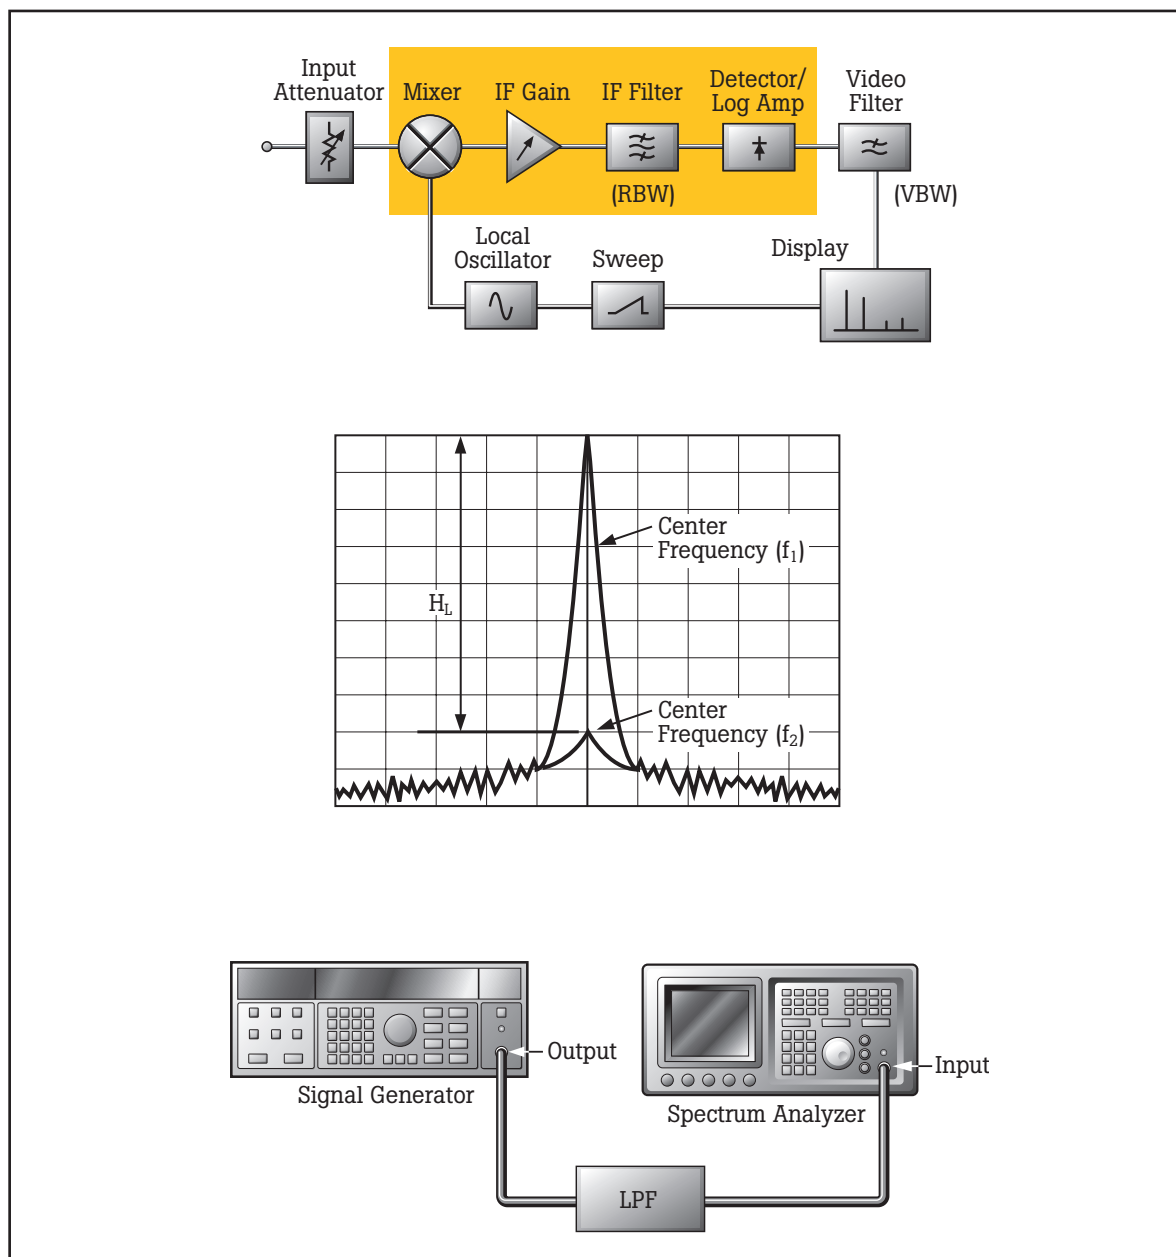 Input
Attenuator
Mixer
IF Gain
IF Filter
Detector/
Log Amp
Video
Filter
(RBW)
(VBW)
Local
Oscillator
Sweep
Display
Center
Frequency (f₁)
H_L
Center
Frequency (f₂)
Output
Input
Signal Generator
Spectrum Analyzer
LPF